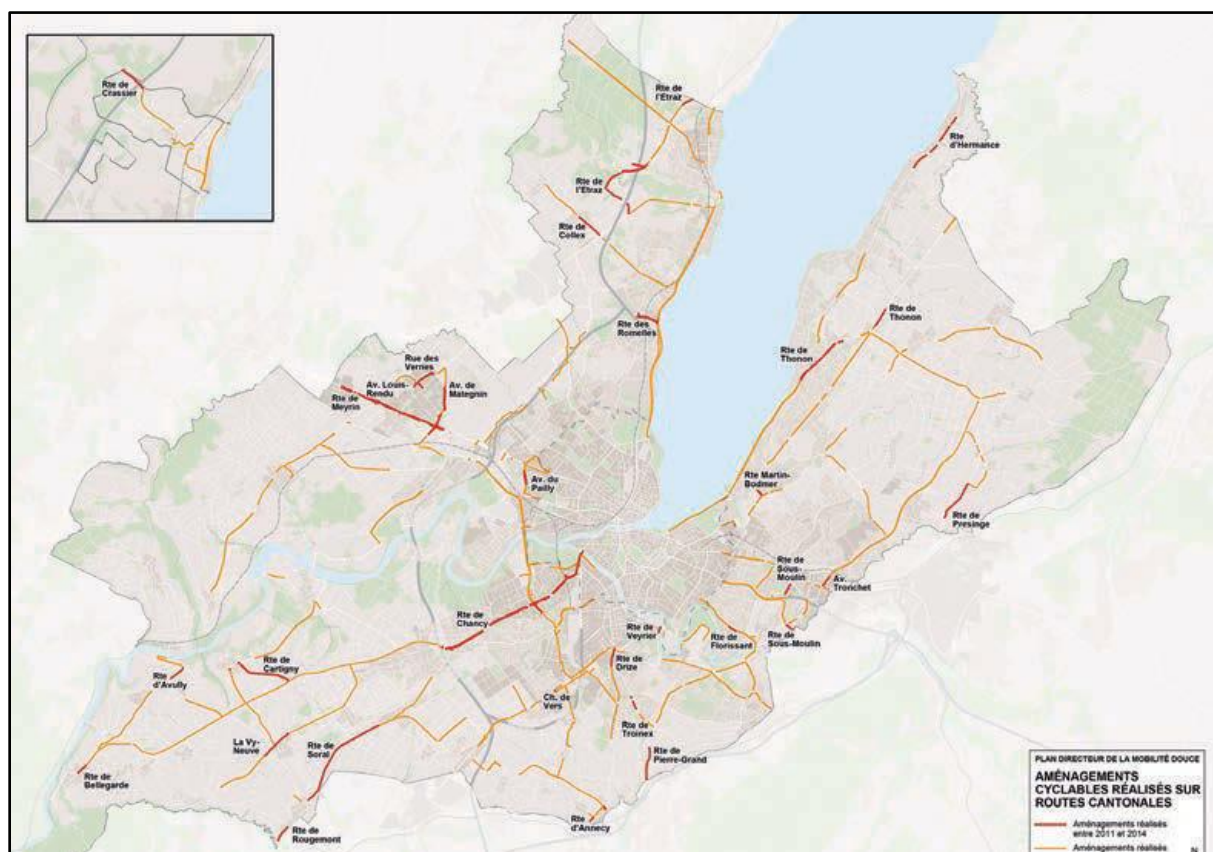 Rte de
Crassier
Rte de
l'Etraz
Rte
d'Hermance
Rte de
l'Etraz
Rte de
Collex
Rte des
Romelles
Rte de
Thonon
Rte de
Thonon
Rue des
Vernes
Av. Louis-
Rendu
Av. de
Mategnin
Rte de
Meyrin
Av. du
Pailly
Rte Martin-
Bodmer
Rte de
Presinge
Rte de
Sous-
Moulin
Av.
Tronchet
Rte de
Chancy
Rte de
Veyrier
Rte de
Florissant
Rte de
Sous-Moulin
Rte de
Cartigny
Rte
d'Avully
Rte de
Drize
Ch. de
Vers
Rte de
Troinex
La Vy-
Neuve
Rte de
Soral
Rte de
Pierre-Grand
Rte de
Bellegarde
Rte
d'Annecy
Rte de
Rougemont
PLAN DIRECTEUR DE LA MOBILITÉ DOUCE
AMÉNAGEMENTS
CYCLABLES RÉALISÉS SUR
ROUTES CANTONALES
Aménagements réalisés
entre 2011 et 2014
Aménagements réalisés
N